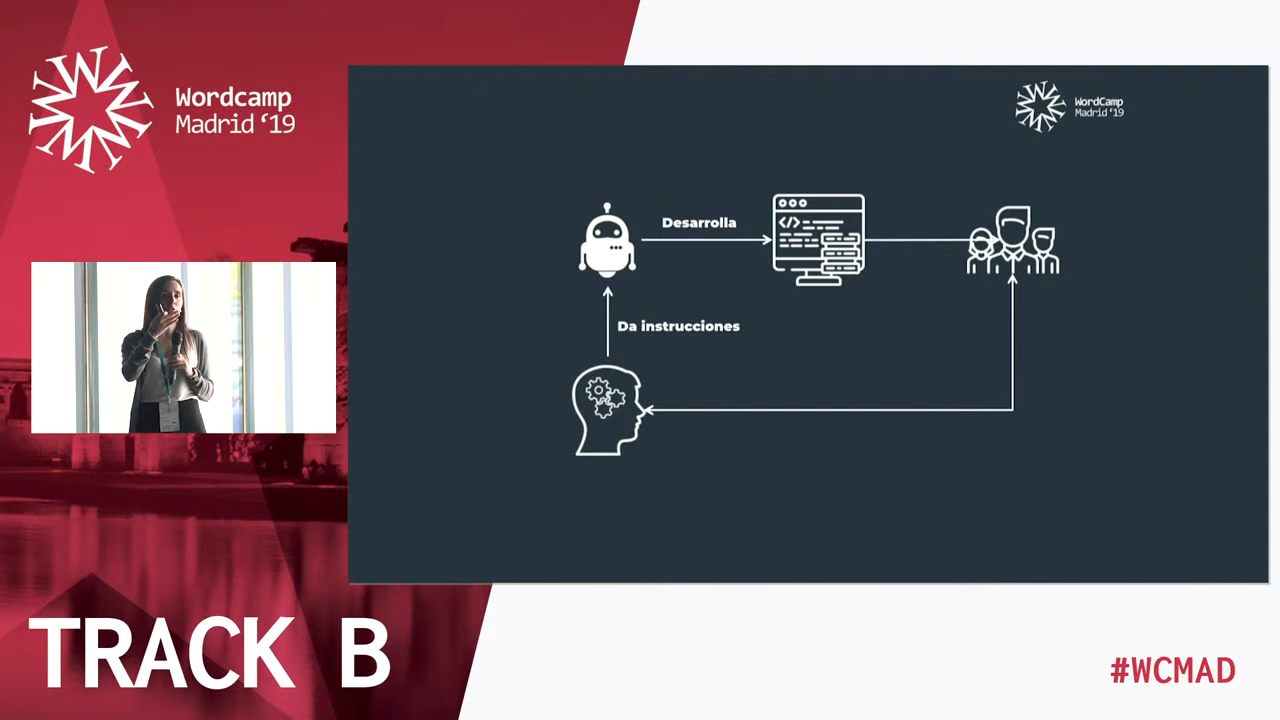 Wordcamp
Madrid ‘19
WordCamp
Madrid ‘19
Desarrolla
</>
Da instrucciones
TRACK B
#WCMAD